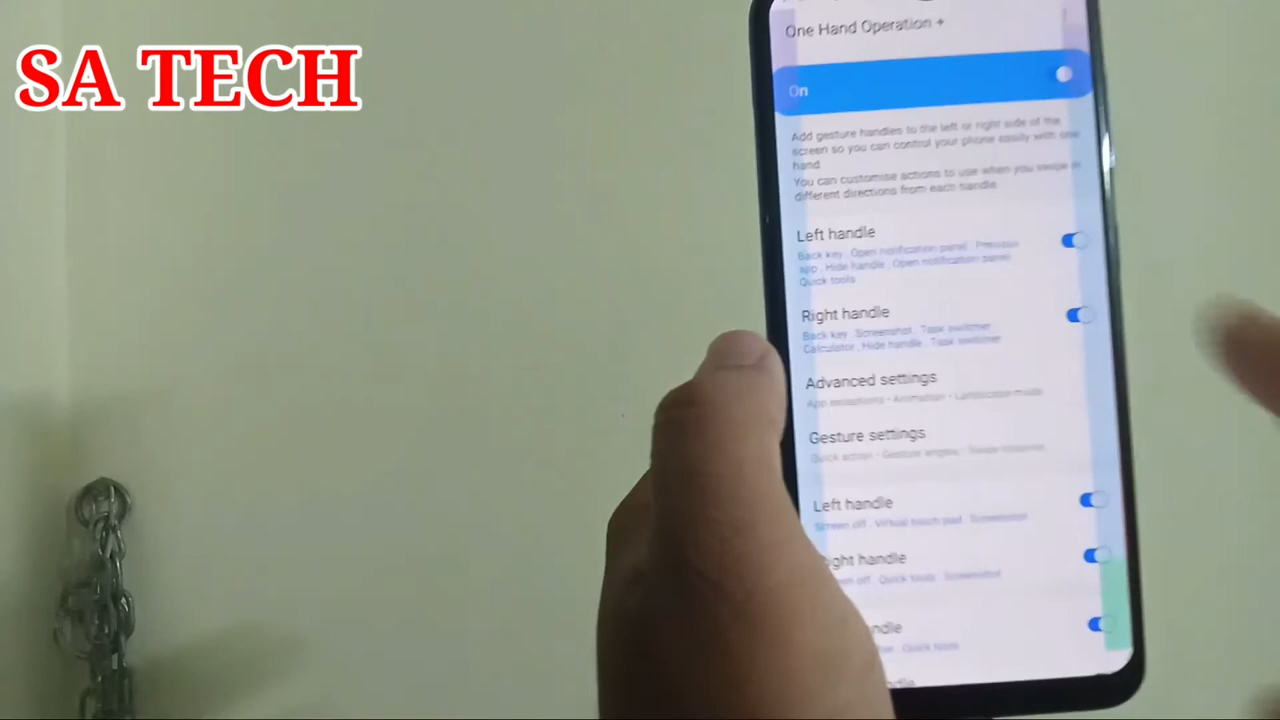 SA TECH
One Hand Operation +
On
Add gesture handles to the left or right side of the
screen so you can control your phone easily with one
hand.
You can customise actions to use when you swipe in
different directions from each handle.
Left handle
Back key , Open notification panel , Previous
app , Hide handle , Open notification panel ,
Quick tools
Right handle
Back key , Screenshot , Task switcher ,
Calculator , Hide handle , Task switcher
Advanced settings
App exceptions • Animation • Landscape mode
Gesture settings
Quick action • Gesture angles •
Left handle
Screen off , Virtual touch pad , Screenshot
ght handle
en off , Quick tools , Screenshot
ndle
Quick tools